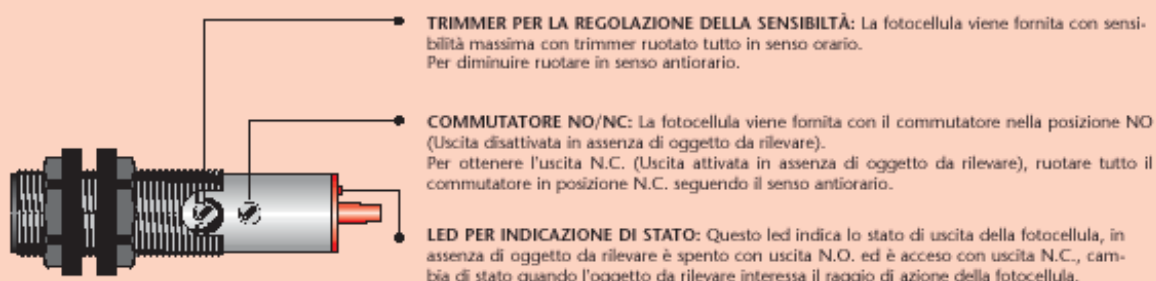 TRIMMER PER LA REGOLAZIONE DELLA SENSIBILTÀ: La fotocellula viene fornita con sensi-
bilità massima con trimmer ruotato tutto in senso orario.
Per diminuire ruotare in senso antiorario.
COMMUTATORE NO/NC: La fotocellula viene fornita con il commutatore nella posizione NO
(Uscita disattivata in assenza di oggetto da rilevare).
Per ottenere l'uscita N.C. (Uscita attivata in assenza di oggetto da rilevare), ruotare tutto il
commutatore in posizione N.C. seguendo il senso antiorario.
LED PER INDICAZIONE DI STATO: Questo led indica lo stato di uscita della fotocellula, in
assenza di oggetto da rilevare è spento con uscita N.O. ed è acceso con uscita N.C., cam-
bia di stato quando l'oggetto da rilevare interessa il raggio di azione della fotocellula.